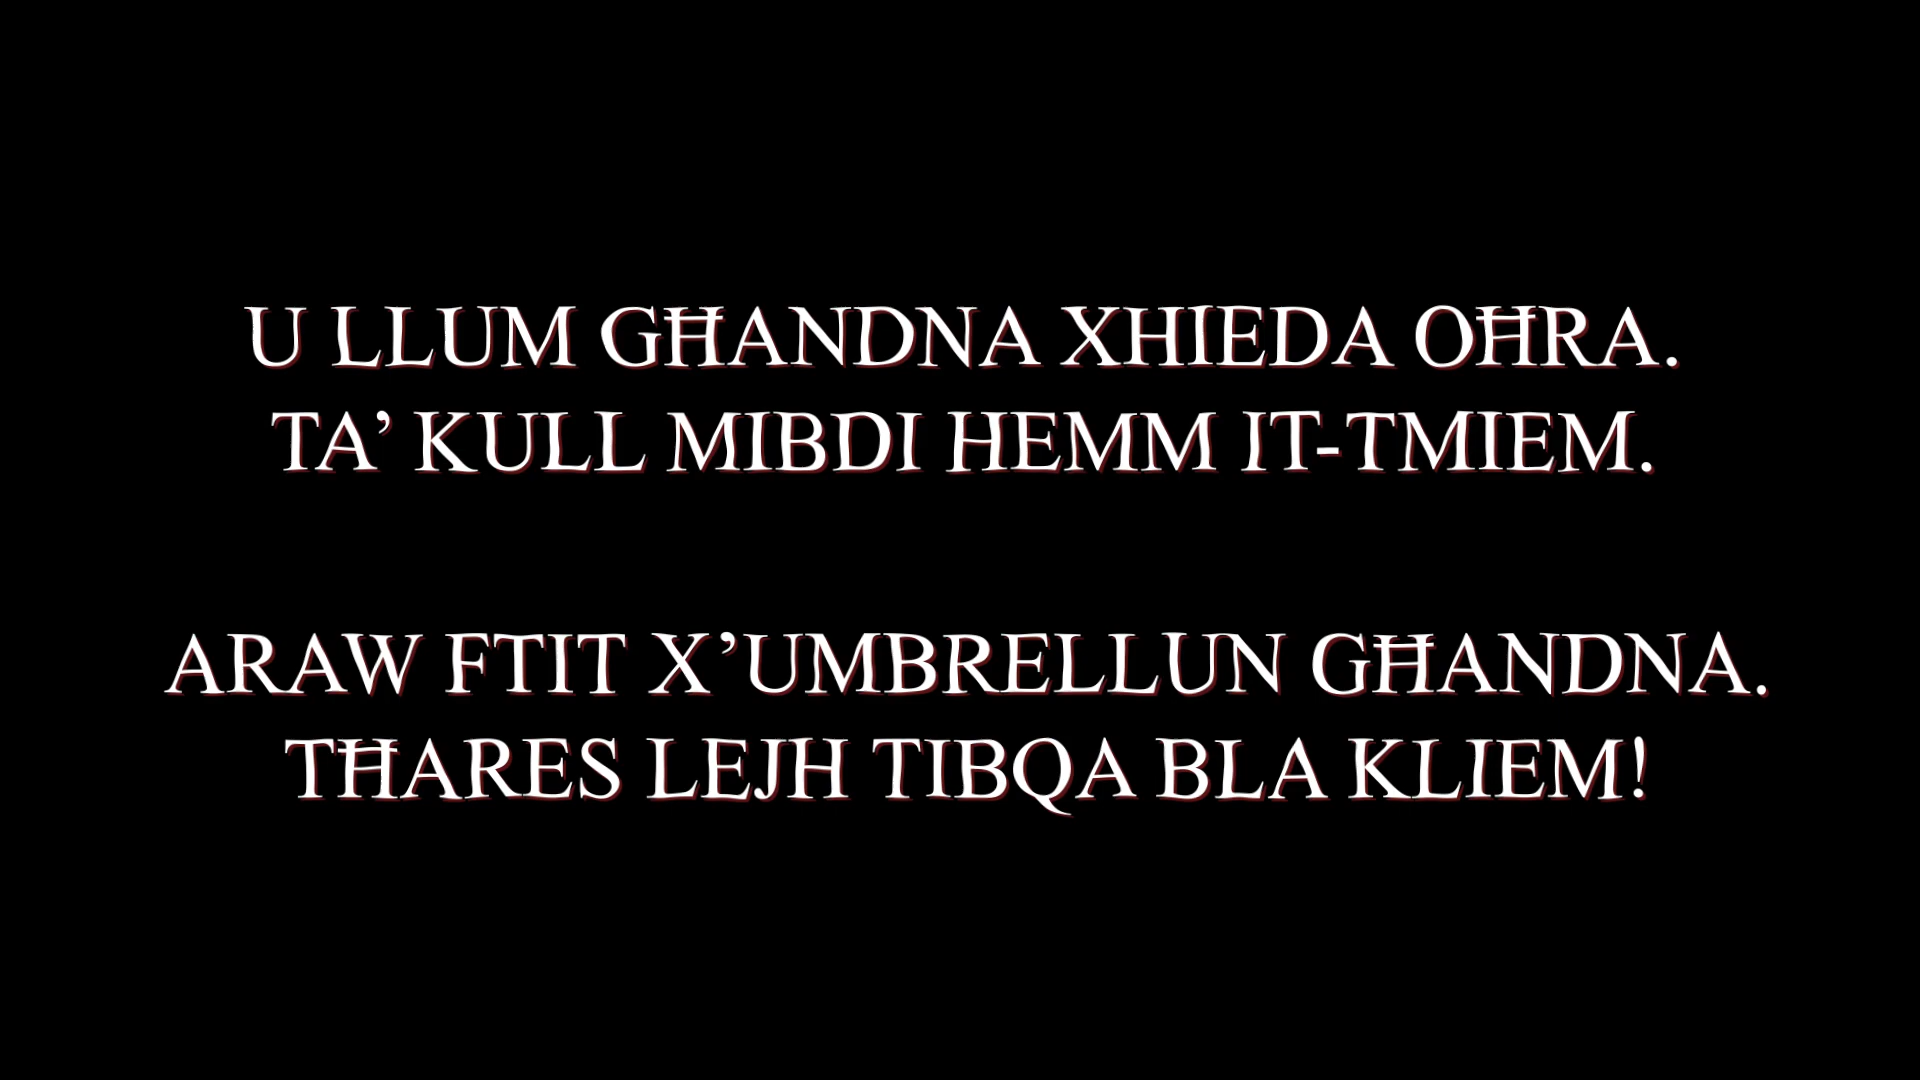 U LLUM GĦANDNA XHIEDA OĦRA.
TA’ KULL MIBDI HEMM IT-TMIEM.
ARAW FTIT X’UMBRELLUN GĦANDNA.
TĦARES LEJH TIBQA BLA KLIEM!